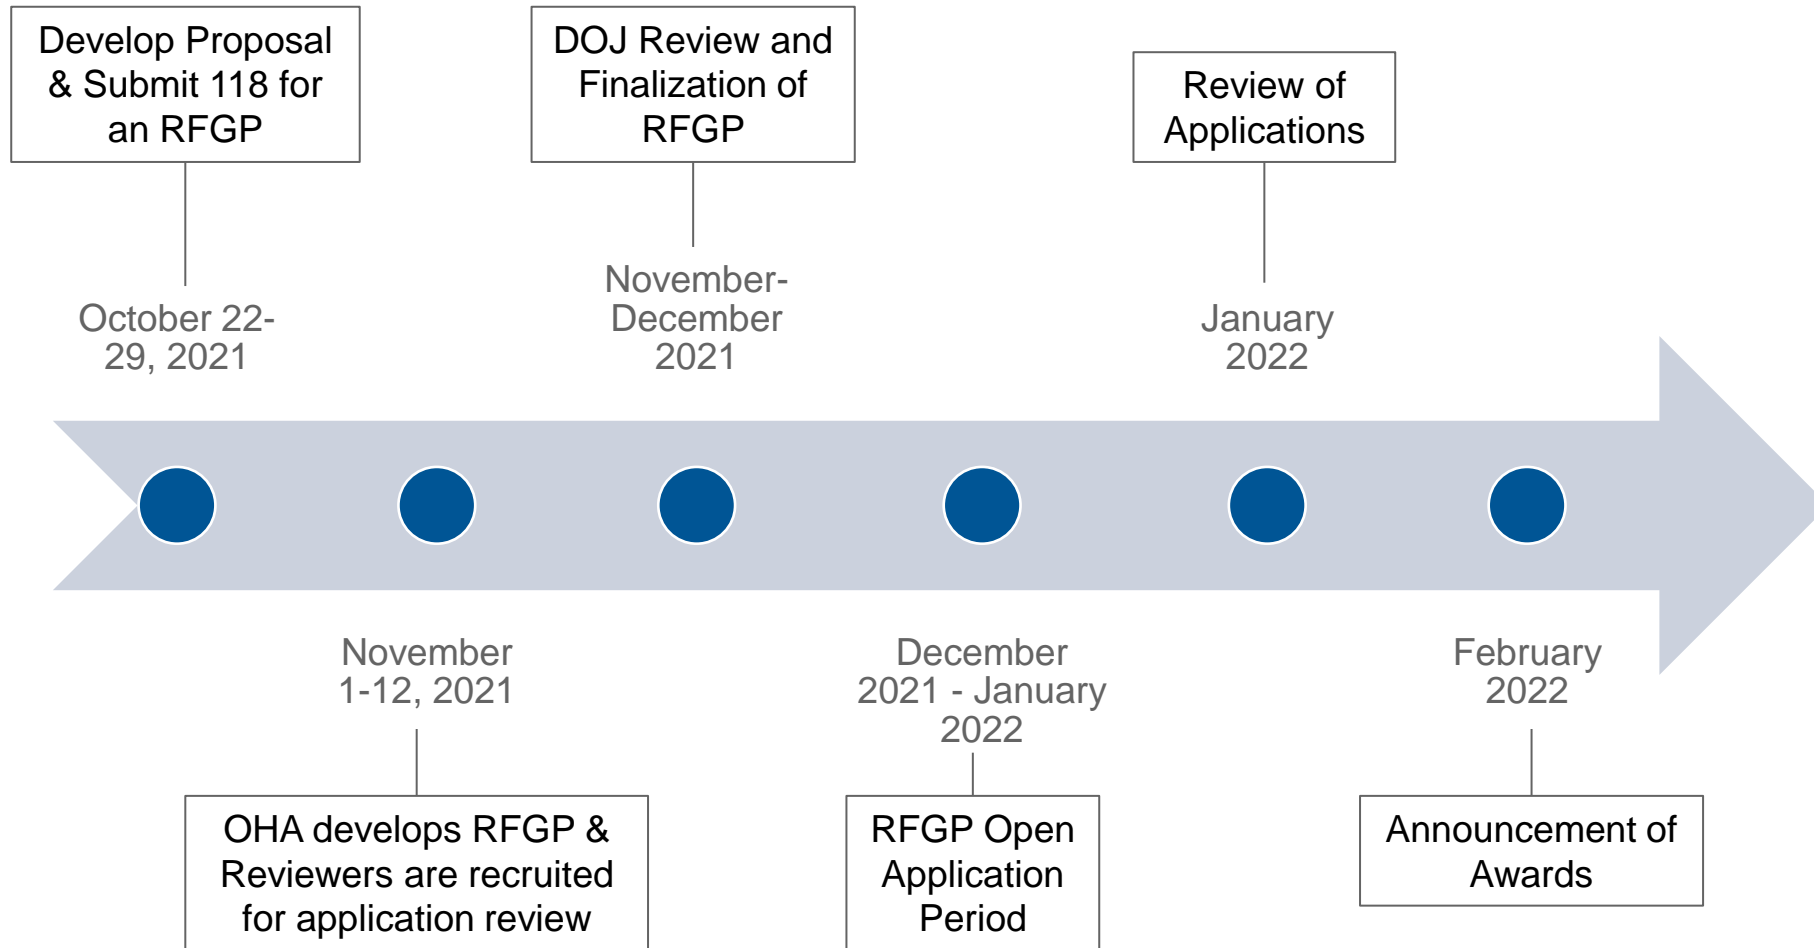 Develop Proposal
& Submit 118 for
an RFGP
October 22-
29, 2021
November
1-12, 2021
OHA develops RFGP &
Reviewers are recruited
for application review
DOJ Review and
Finalization of
RFGP
November-
December
2021
December
2021 - January
2022
RFGP Open
Application
Period
Review of
Applications
January
2022
February
2022
Announcement of
Awards